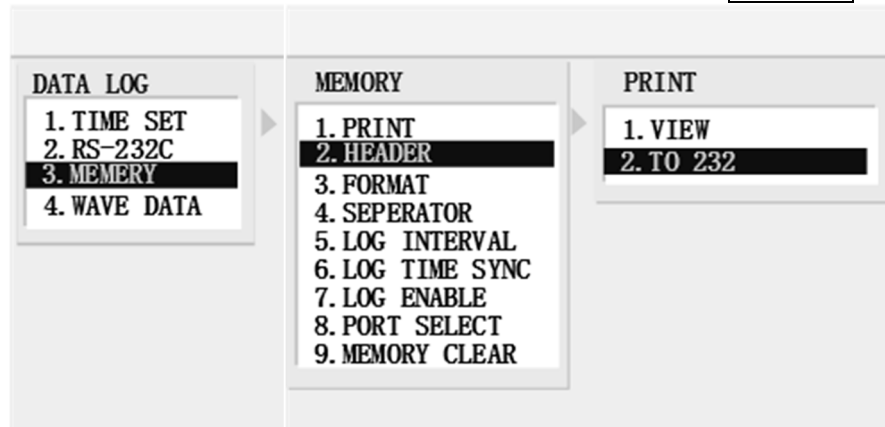 DATA LOG
1. TIME SET
2. RS-232C
3. MEMERY
4. WAVE DATA
MEMORY
1. PRINT
2. HEADER
3. FORMAT
4. SEPERATOR
5. LOG INTERVAL
6. LOG TIME SYNC
7. LOG ENABLE
8. PORT SELECT
9. MEMORY CLEAR
PRINT
1. VIEW
2. TO 232